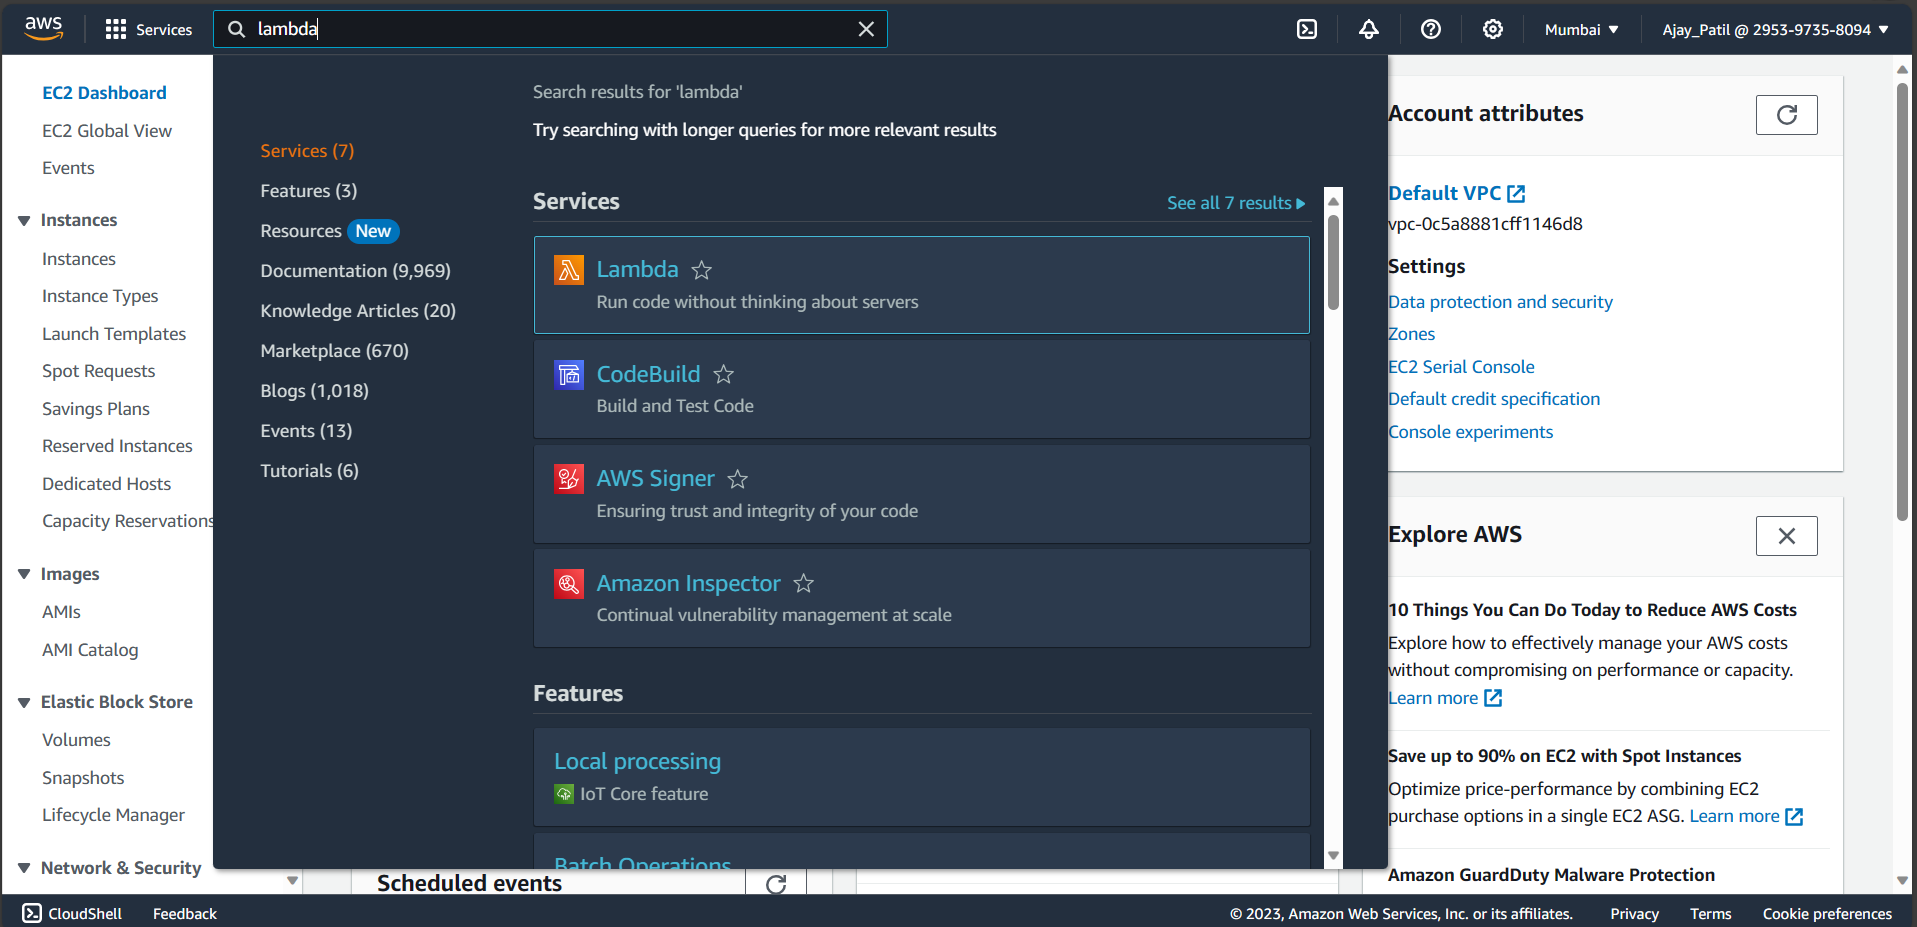 aws
Services
lambda
Mumbai
Ajay_Patil @ 2953-9735-8094
EC2 Dashboard
EC2 Global View
Events
Instances
Instances
Instance Types
Launch Templates
Spot Requests
Savings Plans
Reserved Instances
Dedicated Hosts
Capacity Reservations
Images
AMIs
AMI Catalog
Elastic Block Store
Volumes
Snapshots
Lifecycle Manager
Network & Security
Services (7)
Features (3)
Resources New
Documentation (9,969)
Knowledge Articles (20)
Marketplace (670)
Blogs (1,018)
Events (13)
Tutorials (6)
Search results for 'lambda'
Try searching with longer queries for more relevant results
Services
See all 7 results
Lambda
Run code without thinking about servers
CodeBuild
Build and Test Code
AWS Signer
Ensuring trust and integrity of your code
Amazon Inspector
Continual vulnerability management at scale
Features
Local processing
IoT Core feature
Batch Operations
Scheduled events
Account attributes
Default VPC
vpc-0c5a8881cff1146d8
Settings
Data protection and security
Zones
EC2 Serial Console
Default credit specification
Console experiments
Explore AWS
10 Things You Can Do Today to Reduce AWS Costs
Explore how to effectively manage your AWS costs
without compromising on performance or capacity.
Learn more
Save up to 90% on EC2 with Spot Instances
Optimize price-performance by combining EC2
purchase options in a single EC2 ASG. Learn more
Amazon GuardDuty Malware Protection
CloudShell
Feedback
© 2023, Amazon Web Services, Inc. or its affiliates.
Privacy
Terms
Cookie preferences